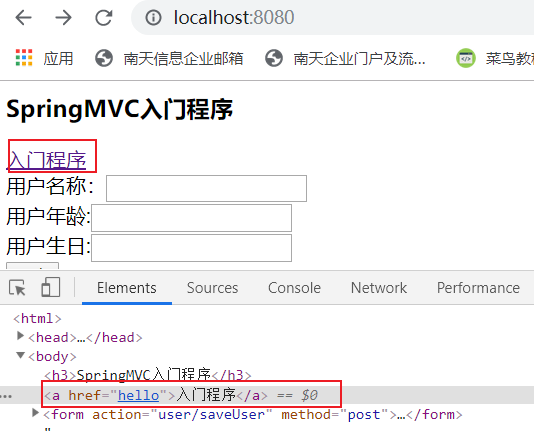 localhost:8080
应用 南天信息企业邮箱 南天企业门户及流... 菜鸟教程
SpringMVC入门程序
入门程序
用户名称:
用户年龄:
用户生日:
Elements Sources Console Network Performance
<html>
<head>…</head>
<body>
<h3>SpringMVC入门程序</h3>
… <a href="hello">入门程序</a> == $0
<form action="user/saveUser" method="post">…</form>
"